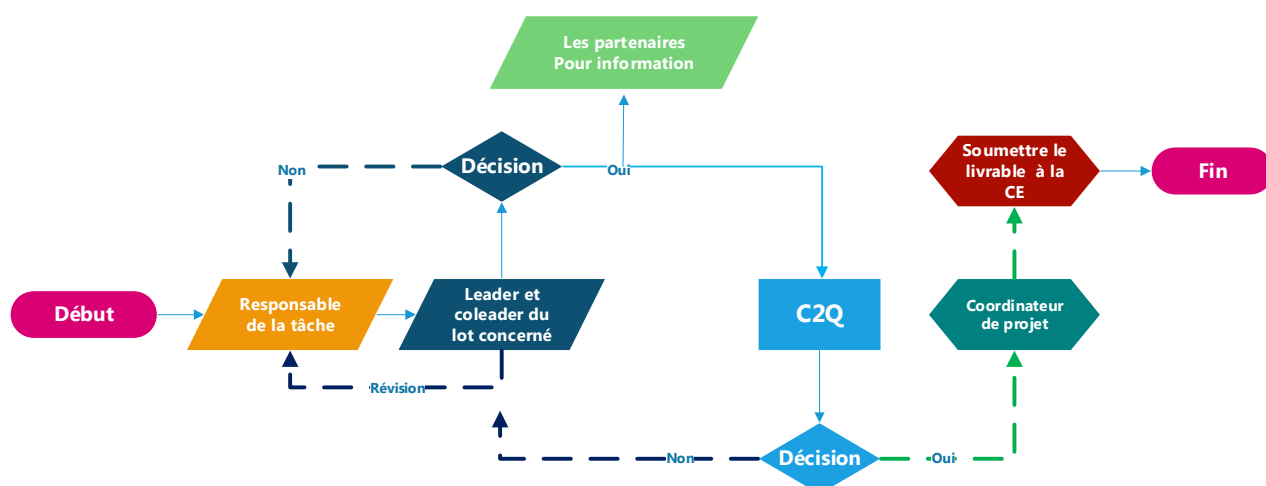 Les partenaires
Pour information
Non
Décision
Oui
Soumettre le
livrable à la
CE
Fin
Début
Responsable
de la tâche
Leader et
coleader du
lot concerné
C2Q
Coordinateur
de projet
Révision
Non
Décision
Oui